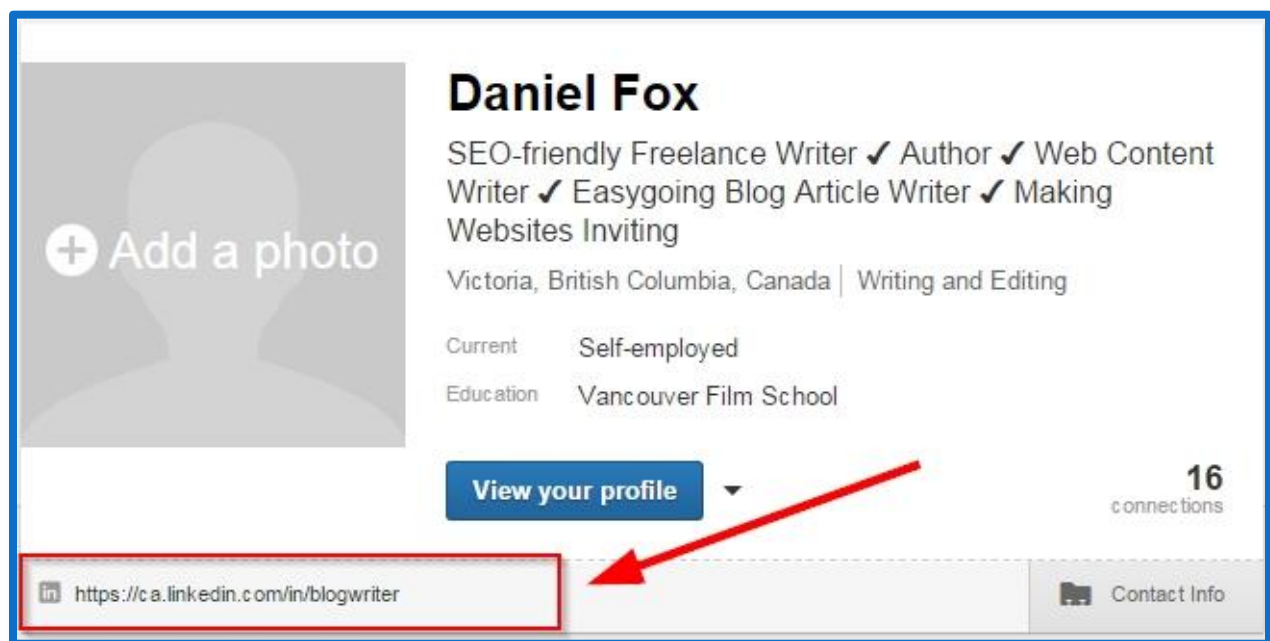 Daniel Fox
SEO-friendly Freelance Writer ✓ Author ✓ Web Content
Writer ✓ Easygoing Blog Article Writer ✓ Making
Websites Inviting
Add a photo
Victoria, British Columbia, Canada | Writing and Editing
Current Self-employed
Education Vancouver Film School
View your profile
16
connections
in https://ca.linkedin.com/in/blogwriter
Contact Info